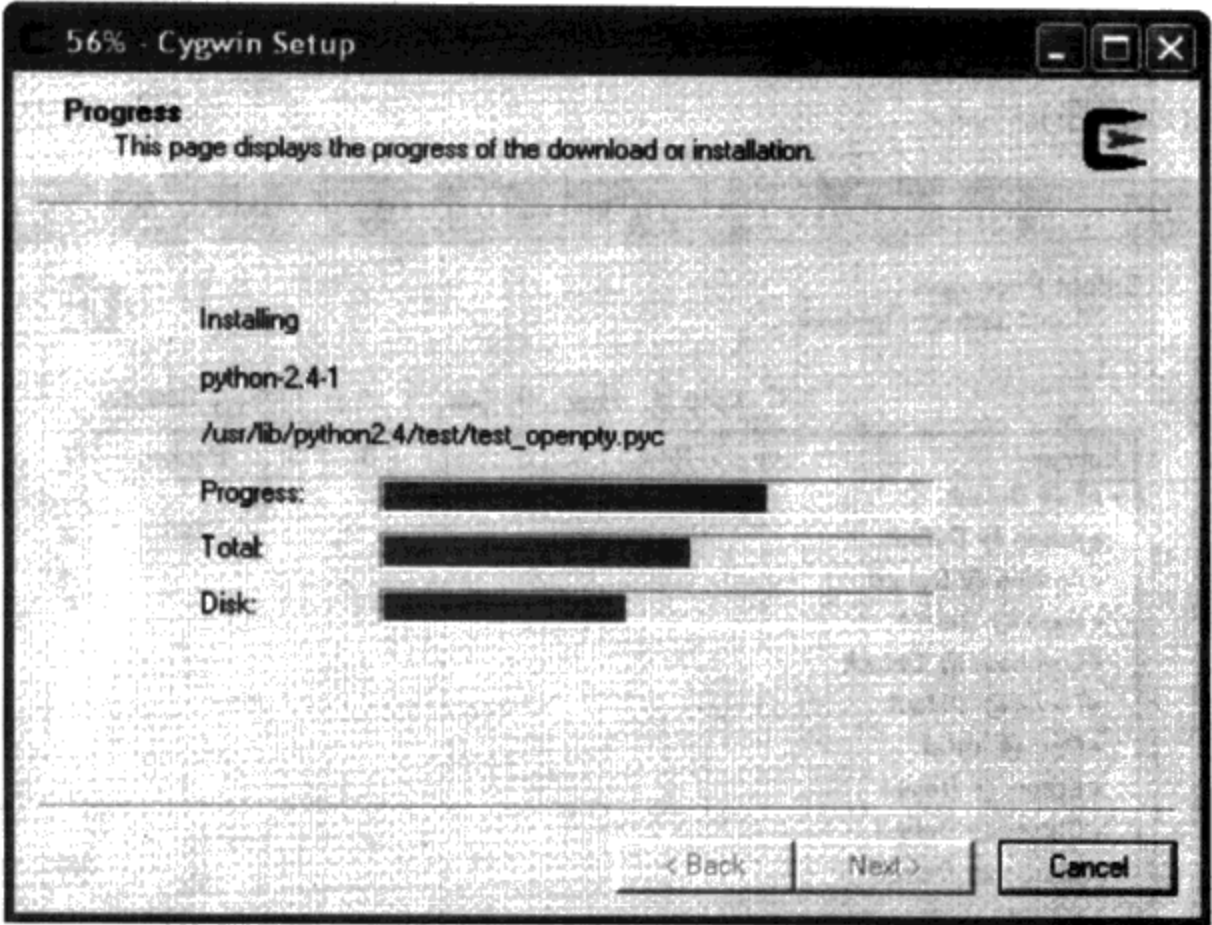 56% - Cygwin Setup
Progress
This page displays the progress of the download or installation.
Installing
python-2.4-1
/usr/lib/python2.4/test/test_openpty.pyc
Progress:
Total:
Disk:
< Back
Next >
Cancel